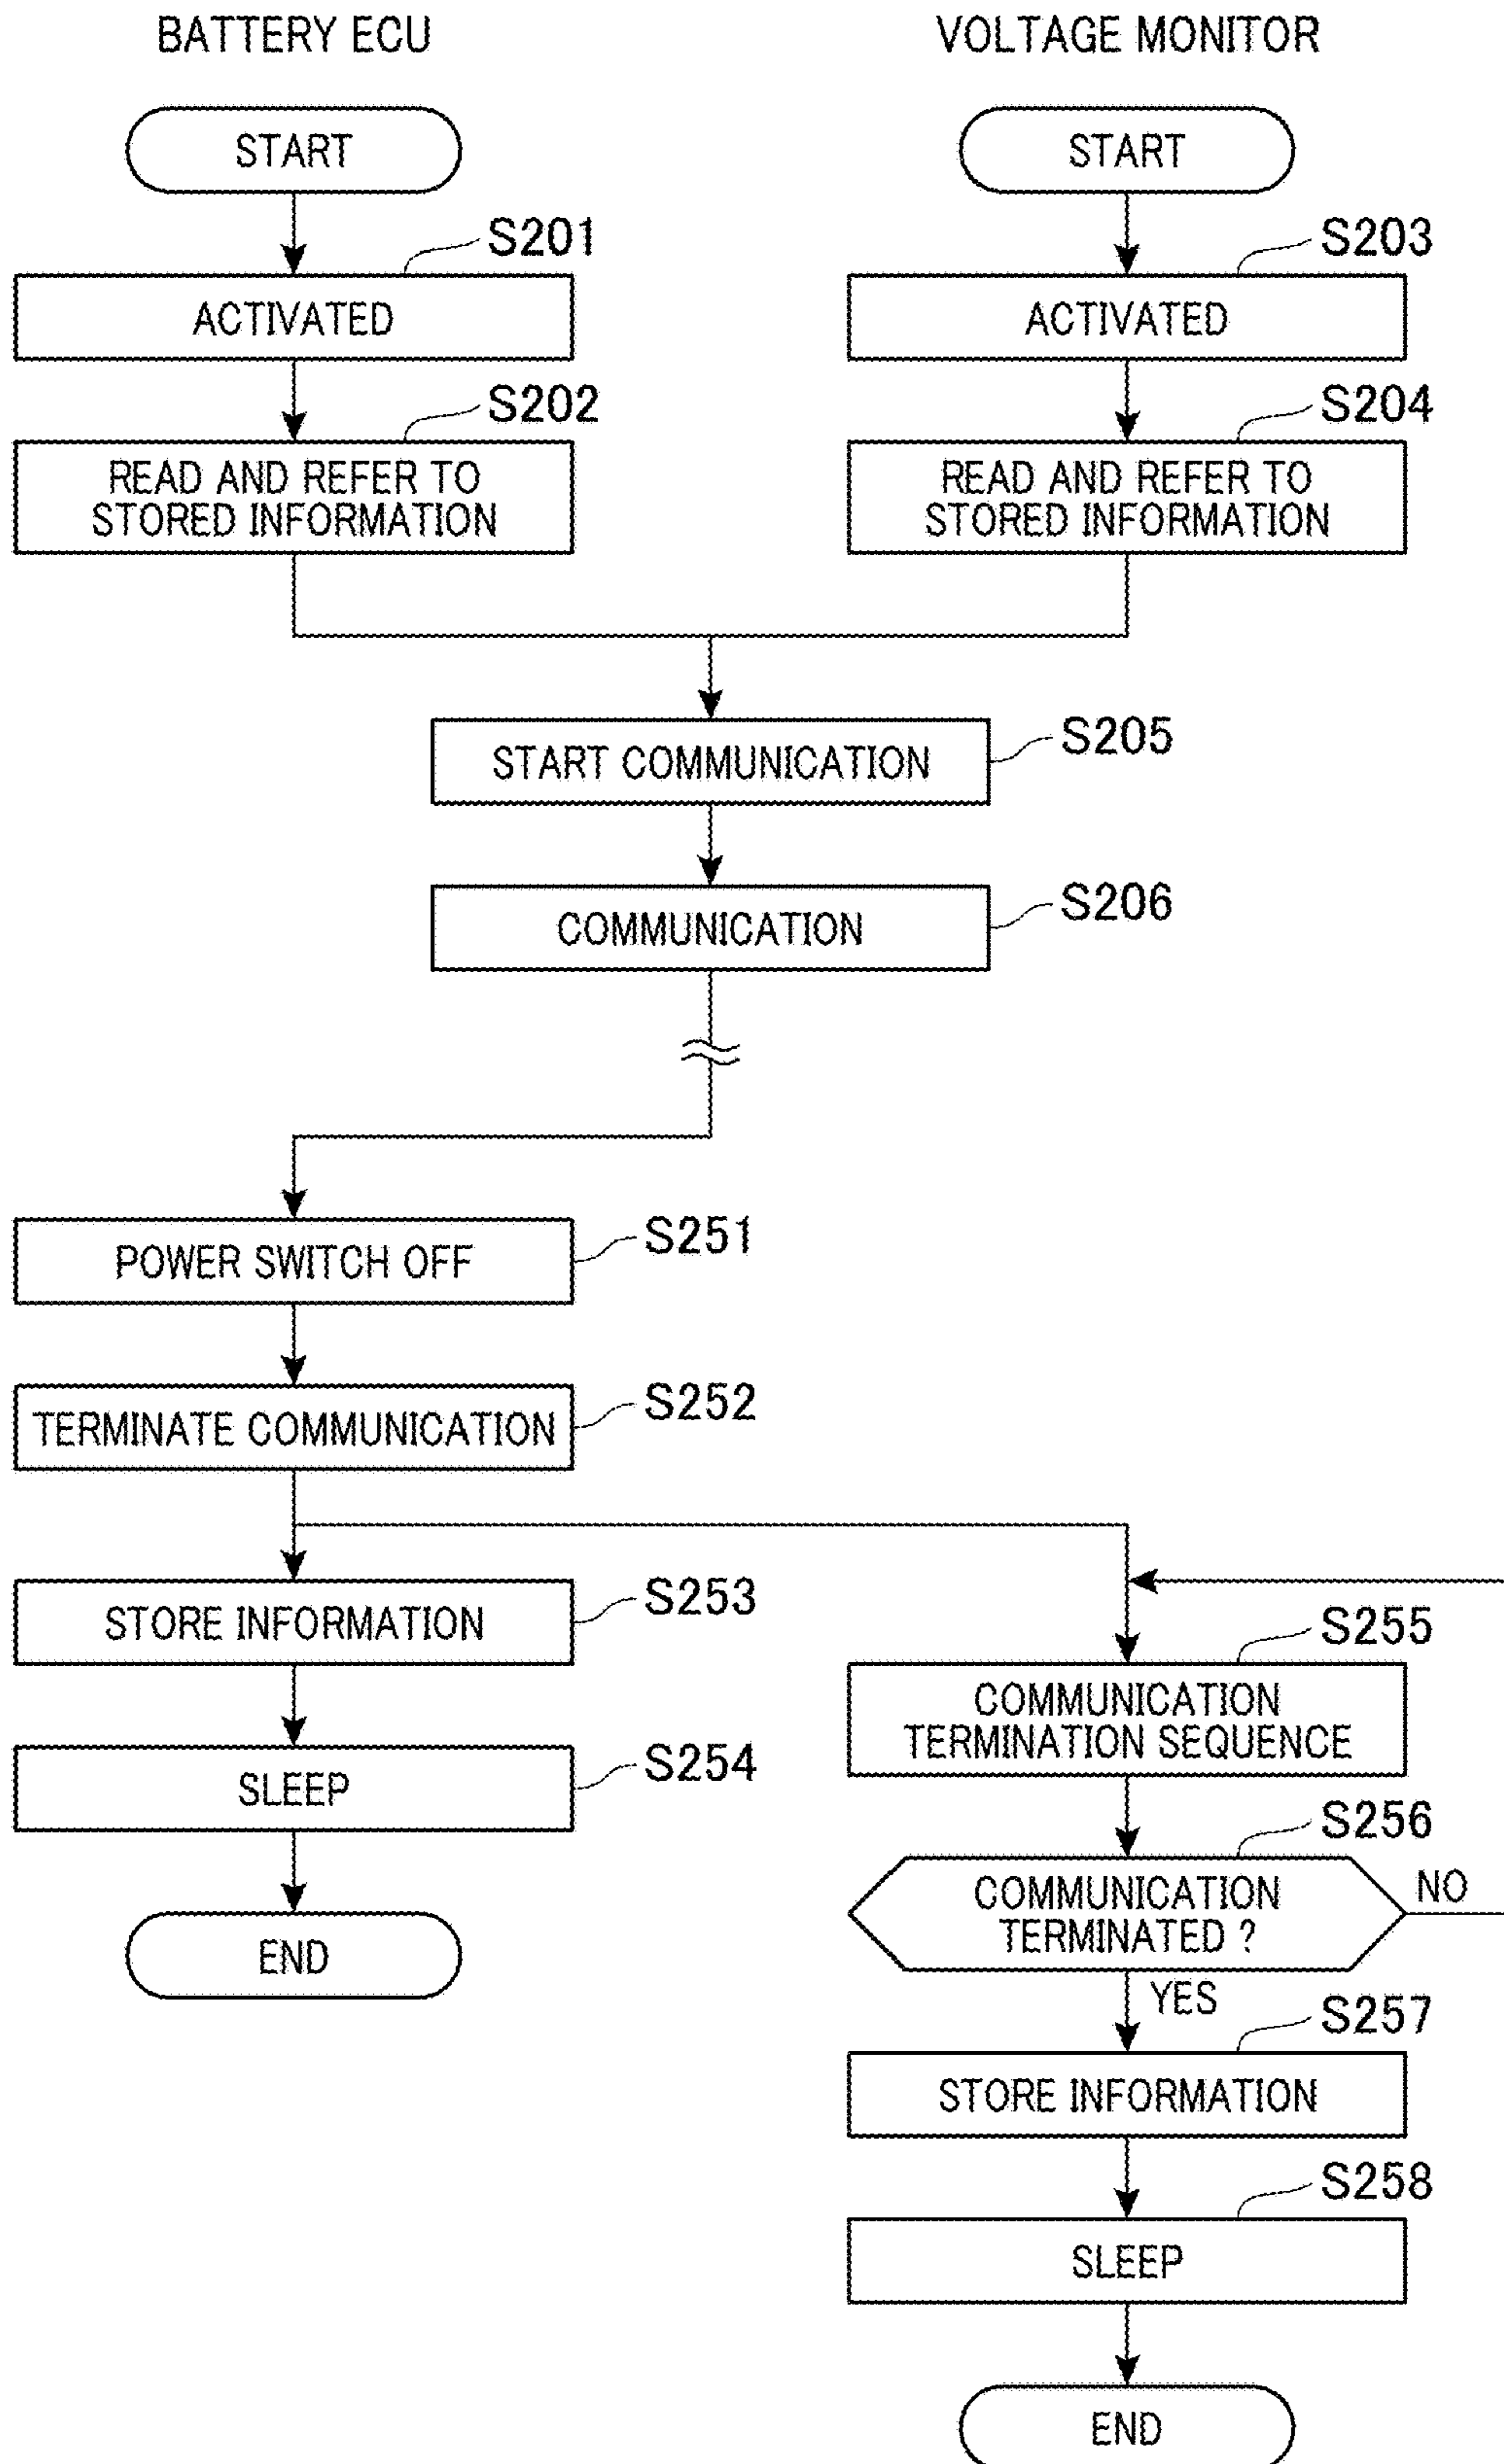 BATTERY ECU
VOLTAGE MONITOR
START
START
S201
S203
ACTIVATED
ACTIVATED
S202
S204
READ AND REFER TO
STORED INFORMATION
READ AND REFER TO
STORED INFORMATION
S205
START COMMUNICATION
S206
COMMUNICATION
S251
POWER SWITCH OFF
S252
TERMINATE COMMUNICATION
S253
STORE INFORMATION
S255
COMMUNICATION
TERMINATION SEQUENCE
S254
SLEEP
S256
COMMUNICATION
TERMINATED ?
NO
END
YES
S257
STORE INFORMATION
S258
SLEEP
END